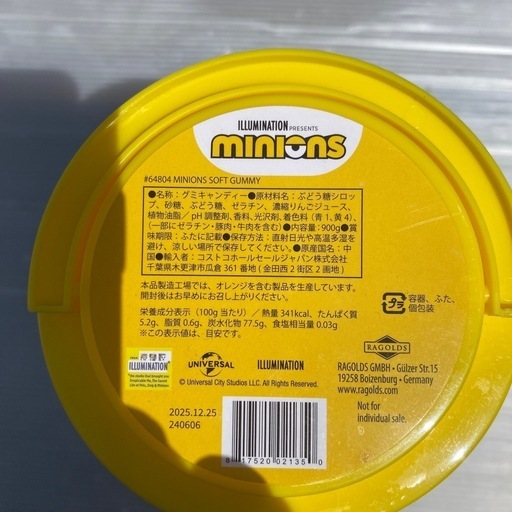 ILLUMINATION PRESENTS
minions
#64804 MINIONS SOFT GUMMY
●名称:グミキャンディー●原材料名:ぶどう糖シロッ
プ、砂糖、ぶどう糖、ゼラチン、濃縮りんごジュース、
植物油脂/pH調整剤、香料、光沢剤、着色料(青1、黄4)、
(一部にゼラチン・豚肉・牛肉を含む)●内容量:900g●賞
味期限:ふたに記載●保存方法:直射日光や高温多湿を
避け、涼しい場所で保存してください。●原産国名:中
国●輸入者:コストコホールセールジャパン株式会社
千葉県木更津市瓜倉 361 番地 (金田西2街区2画地)
本品製造工場では、オレンジを含む製品を生産しています。
開封後はお早めにお召し上がりください。
栄養成分表示 (100g当たり) / 熱量 341kcal、たんぱく質
5.2g、脂質 0.6g、炭水化物 77.5g、食塩相当量 0.03g
※この表示値は、目安です。
プラ
容器、ふた、
個包装
ILLUMINATION
UNIVERSAL
ILLUMINATION
© Universal City Studios LLC. All Rights Reserved.
RAGOLDS
RAGOLDS GMBH • Gülzer Str.15
19258 Boizenburg • Germany
www.ragolds.com
Not for
individual sale.
2025.12.25
240606
8 17520 02135 0